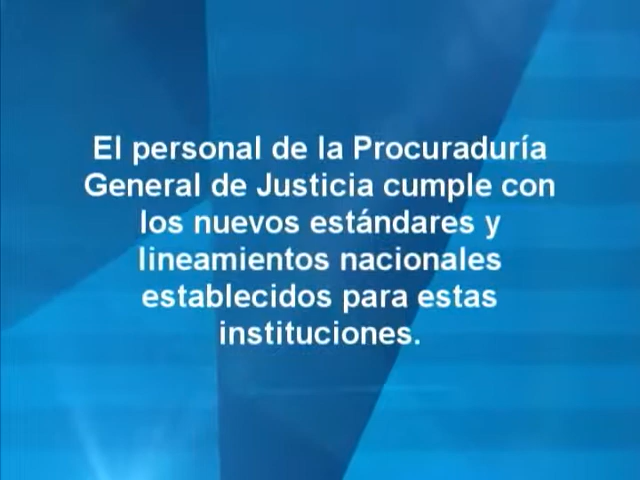 El personal de la Procuraduría
General de Justicia cumple con
los nuevos estándares y
lineamientos nacionales
establecidos para estas
instituciones.